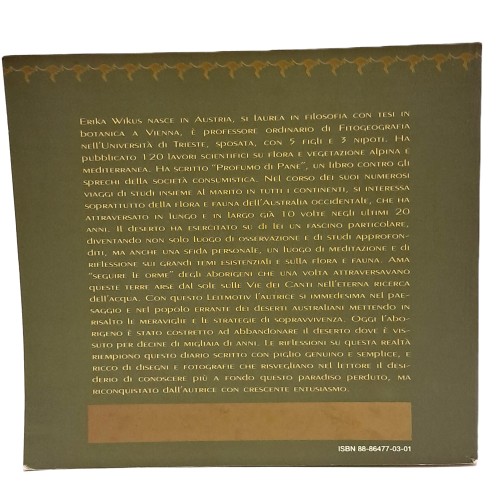 Erika Wikus nasce in Austria, si laurea in filosofia con tesi in
botanica a Vienna, è professore ordinario di Fitogeografia
nell'Università di Trieste, sposata, con 5 figli e 3 nipoti. Ha
pubblicato 120 lavori scientifici su flora e vegetazione alpina e
mediterranea. Ha scritto "Profumo di Pane", un libro contro gli
sprechi della società consumistica. Nel corso dei suoi numerosi
viaggi di studi insieme al marito in tutti i continenti, si interessa
soprattutto della flora e fauna dell'Australia occidentale, che ha
attraversato in lungo e in largo già 10 volte negli ultimi 20
anni. Il deserto ha esercitato su di lei un fascino particolare,
diventando non solo luogo di osservazione e di studi approfon-
diti, ma anche una sfida personale, un luogo di meditazione e di
riflessione sui grandi temi esistenziali e sulla flora e fauna. Ama
"seguire le orme" degli aborigeni che una volta attraversavano
queste terre arse dal sole sulle Vie dei Canti nell'eterna ricerca
dell'acqua. Con questo Leitmotiv l'autrice si immedesima nel pae-
saggio e nel popolo errante dei deserti australiani mettendo in
risalto le meraviglie e le strategie di sopravvivenza. Oggi l'abo-
rigeno è stato costretto ad abbandonare il deserto dove è vis-
suto per decine di migliaia di anni. Le riflessioni su questa realtà
riempiono questo diario scritto con piglio genuino e semplice, e
ricco di disegni e fotografie che risvegliano nel lettore il desi-
derio di conoscere più a fondo questo paradiso perduto, ma
riconquistato dall'autrice con crescente entusiasmo.
ISBN 88-86477-03-01